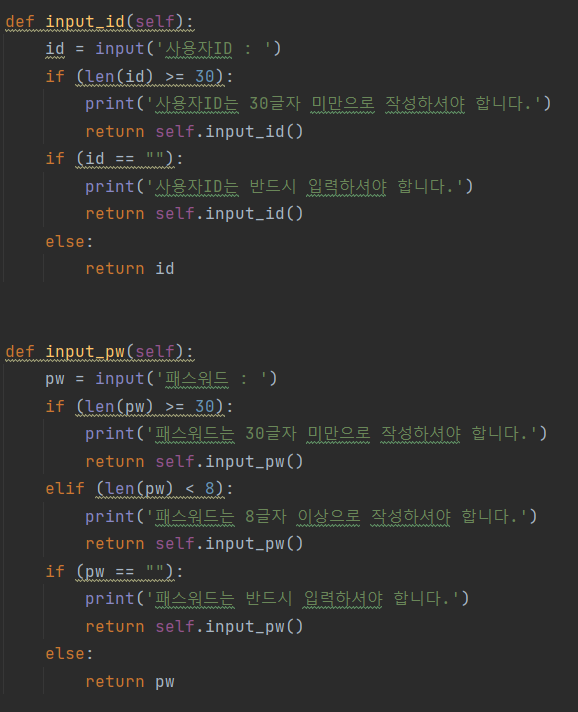 def input_id(self):
    id = input('사용자ID : ')
    if (len(id) >= 30):
        print('사용자ID는 30글자 미만으로 작성하셔야 합니다.')
        return self.input_id()
    if (id == ""):
        print('사용자ID는 반드시 입력하셔야 합니다.')
        return self.input_id()
    else:
        return id
def input_pw(self):
    pw = input('패스워드 : ')
    if (len(pw) >= 30):
        print('패스워드는 30글자 미만으로 작성하셔야 합니다.')
        return self.input_pw()
    elif (len(pw) < 8):
        print('패스워드는 8글자 이상으로 작성하셔야 합니다.')
        return self.input_pw()
    if (pw == ""):
        print('패스워드는 반드시 입력하셔야 합니다.')
        return self.input_pw()
    else:
        return pw